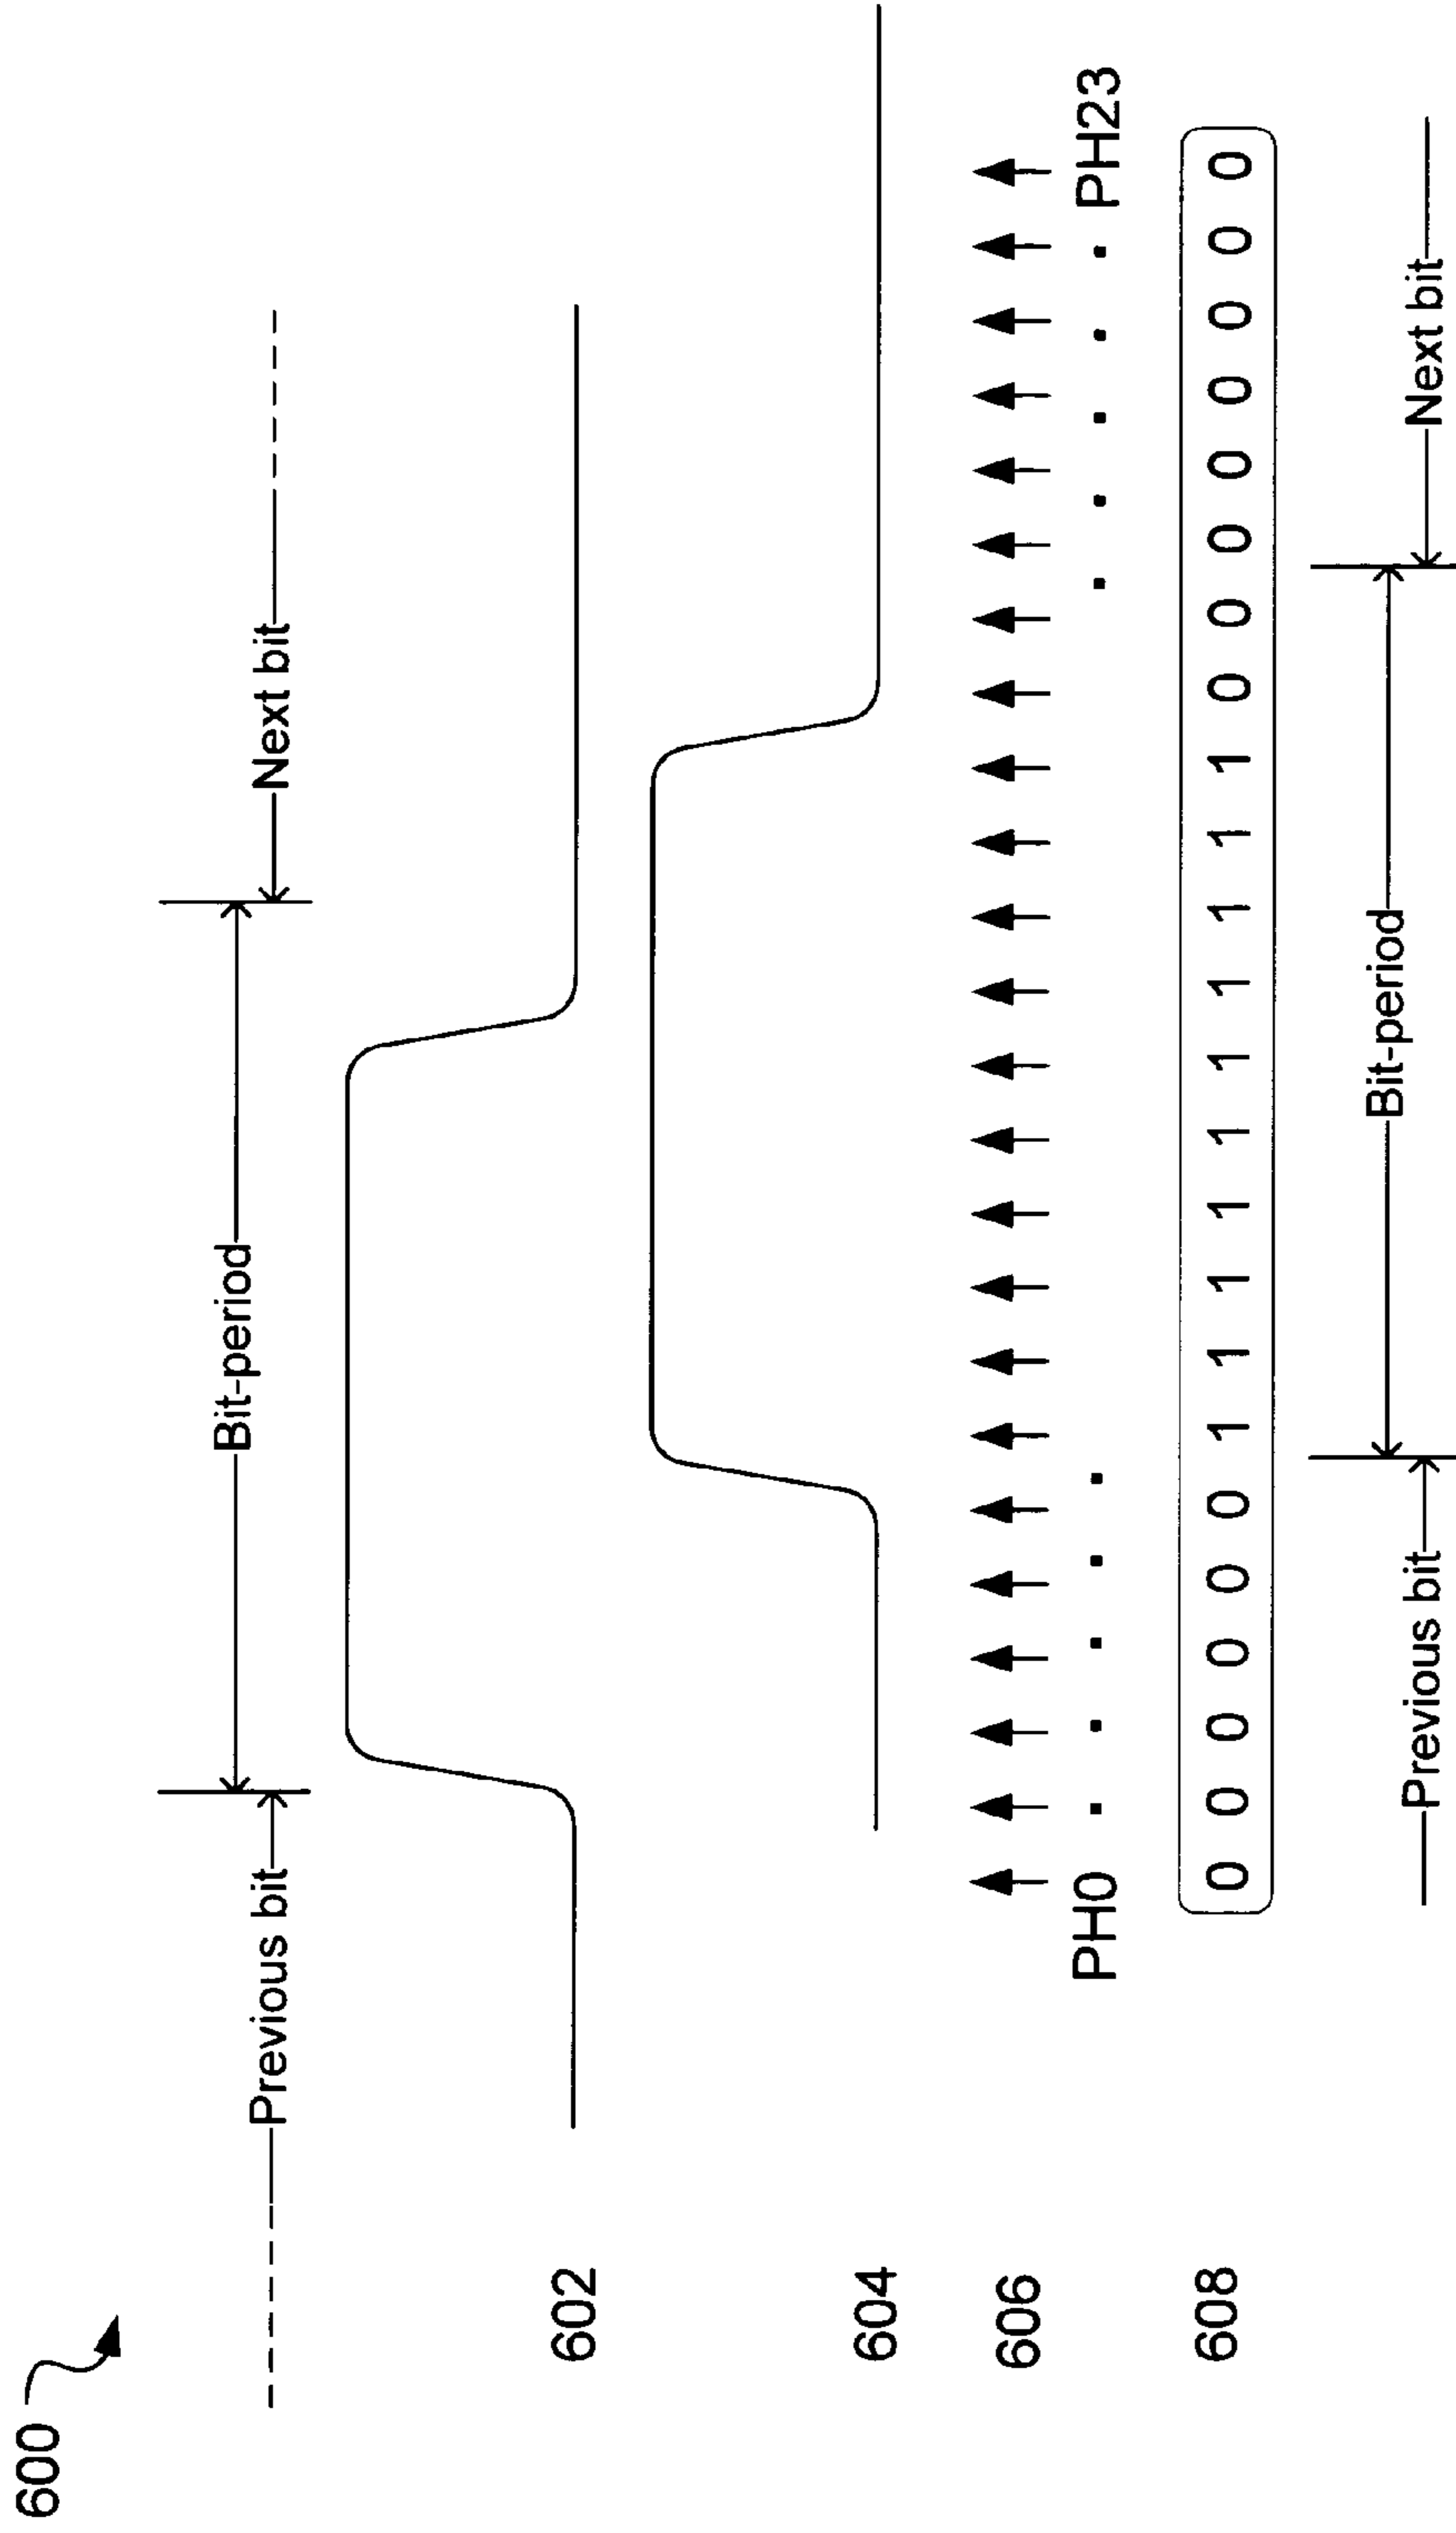 600
Previous bit Bit-period Next bit
602
604
606
PH0 . . . . . . . . . . PH23
608 0 0 0 0 0 0 1 1 1 1 1 1 1 1 1 1 0 0 0 0 0 0 0 0
Previous bit Bit-period Next bit